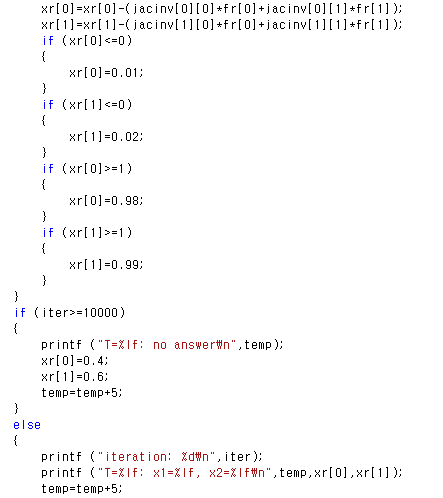 xr[0]=xr[0]-(jacinv[0][0]*fr[0]+jacinv[0][1]*fr[1]);
xr[1]=xr[1]-(jacinv[1][0]*fr[0]+jacinv[1][1]*fr[1]);
if (xr[0]<=0)
{
xr[0]=0.01;
}
if (xr[1]<=0)
{
xr[1]=0.02;
}
if (xr[0]>=1)
{
xr[0]=0.98;
}
if (xr[1]>=1)
{
xr[1]=0.99;
}
}
if (iter>=10000)
{
printf ("T=%lf: no answer₩n",temp);
xr[0]=0.4;
xr[1]=0.6;
temp=temp+5;
}
else
{
printf ("iteration: %d₩n",iter);
printf ("T=%lf: x1=%lf, x2=%lf₩n",temp,xr[0],xr[1]);
temp=temp+5;